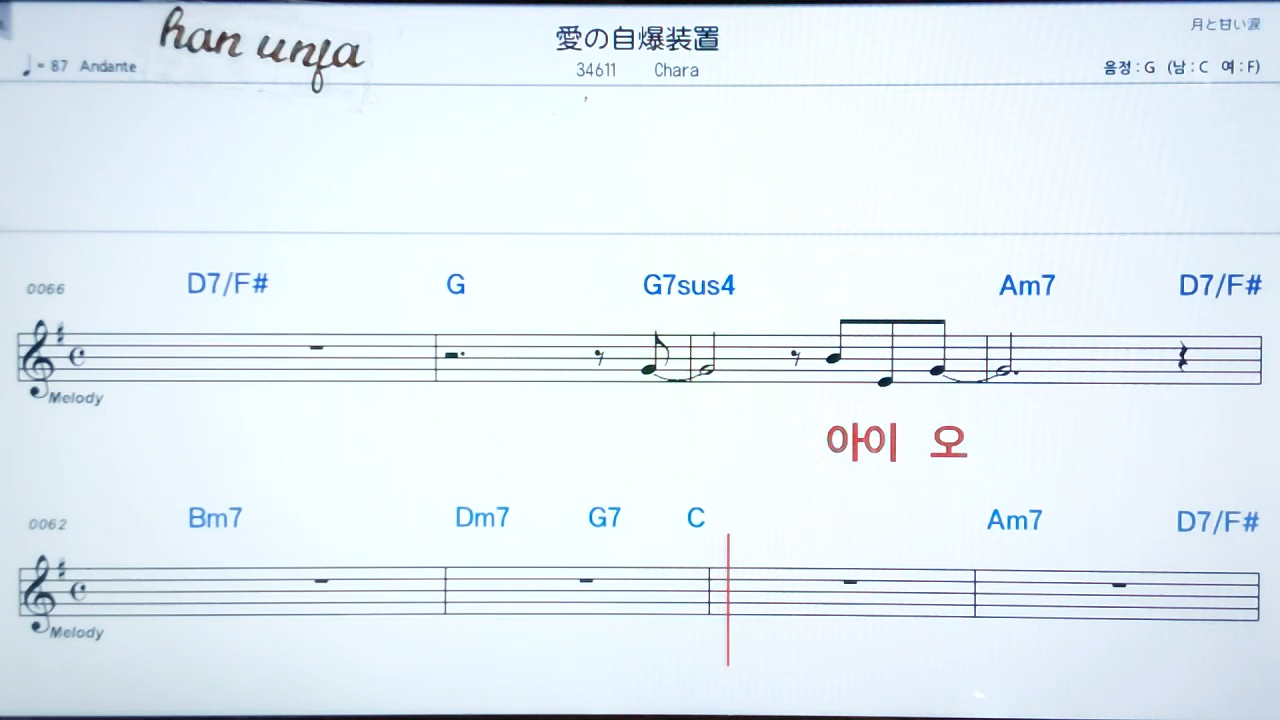 han unfa
愛の自爆装置
月と甘い涙
♩= 87 Andante
34611 Chara
음정 : G (남 : C 여 : F)
0066 D7/F# G G7sus4 Am7 D7/F#
Melody
아이 오
0062 Bm7 Dm7 G7 C Am7 D7/F#
Melody